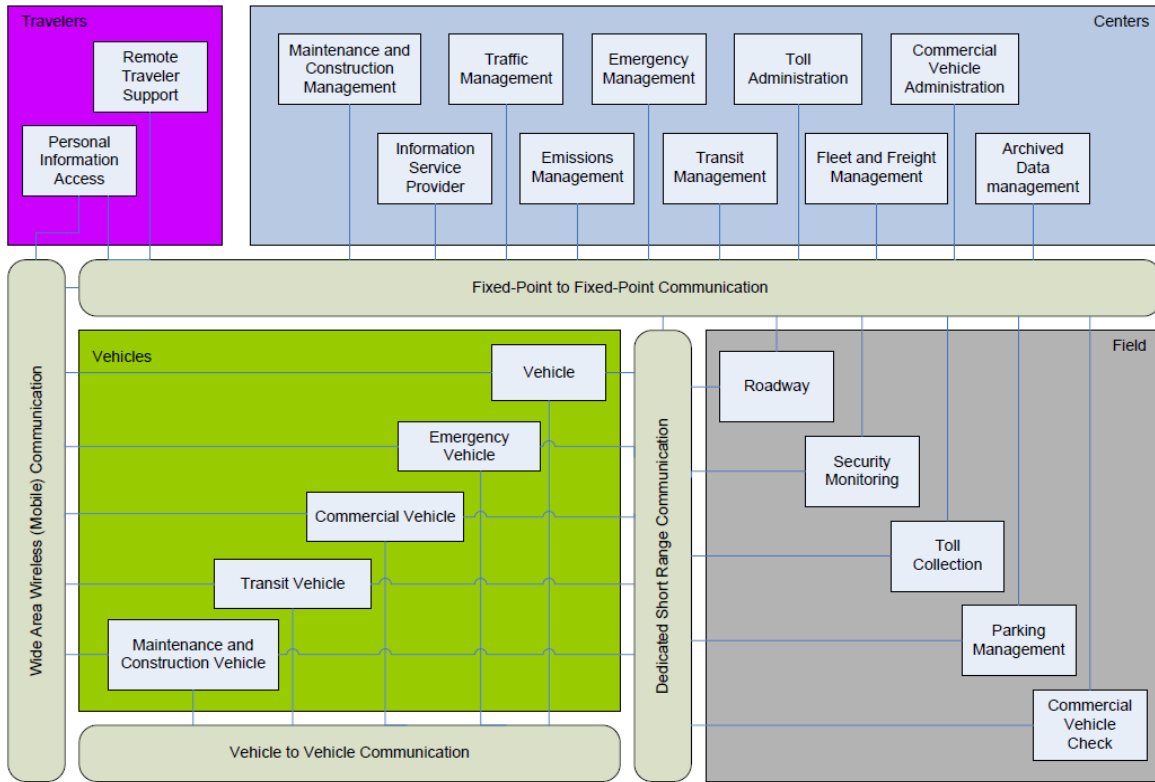 Travelers
Remote
Traveler
Support
Personal
Information
Access
Centers
Maintenance and
Construction
Management
Traffic
Management
Emergency
Management
Toll
Administration
Commercial
Vehicle
Administration
Information
Service
Provider
Emissions
Management
Transit
Management
Fleet and Freight
Management
Archived
Data
management
Fixed-Point to Fixed-Point Communication
Wide Area Wireless (Mobile) Communication
Vehicles
Vehicle
Emergency
Vehicle
Commercial Vehicle
Transit Vehicle
Maintenance and
Construction Vehicle
Vehicle to Vehicle Communication
Dedicated Short Range Communication
Field
Roadway
Security
Monitoring
Toll
Collection
Parking
Management
Commercial
Vehicle
Check